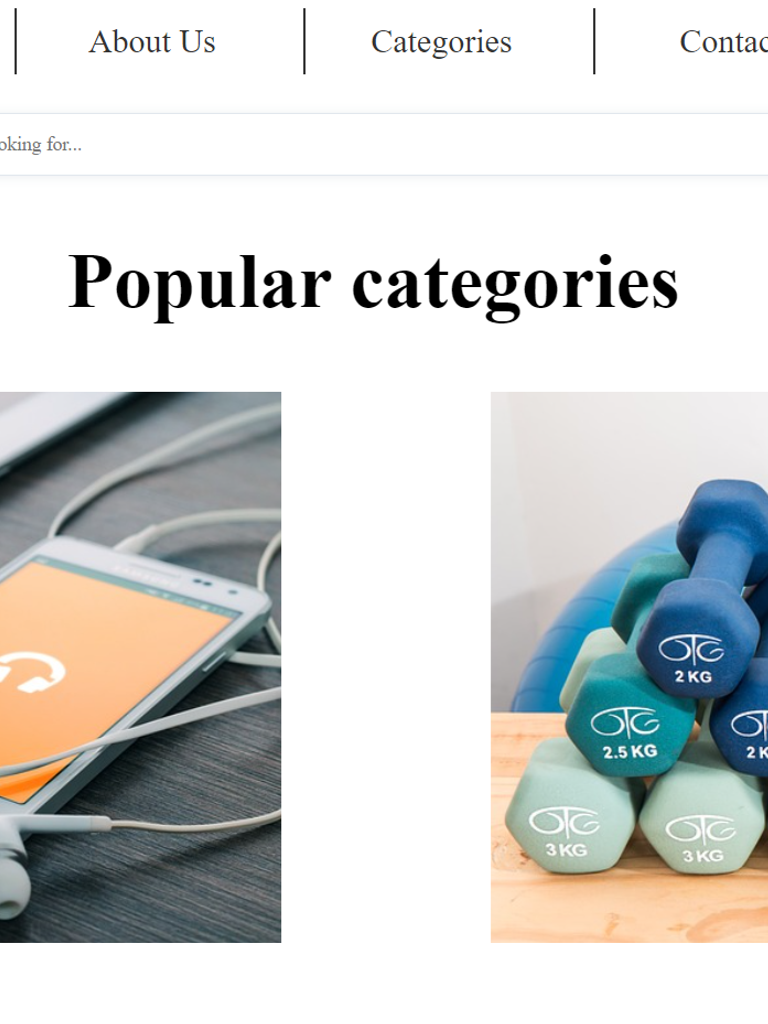 About Us
Categories
Contac
oking for...
Popular categories
OTG
2 KG
OTG
2.5 KG
2 K
OTG
3 KG
OTG
3 KG